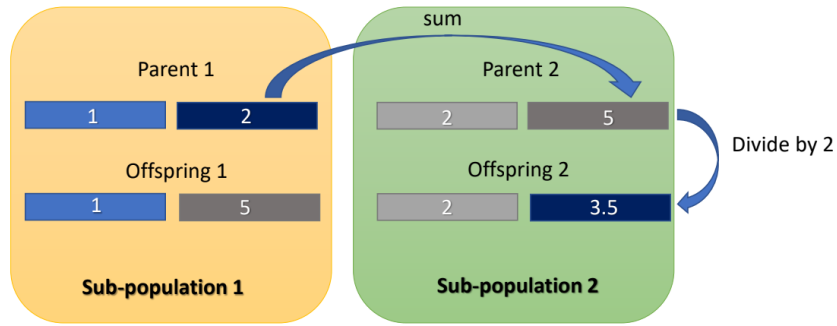 sum
Parent 1
Parent 2
1 2 2 5
Divide by 2
Offspring 1
Offspring 2
1 5 2 3.5
Sub-population 1
Sub-population 2